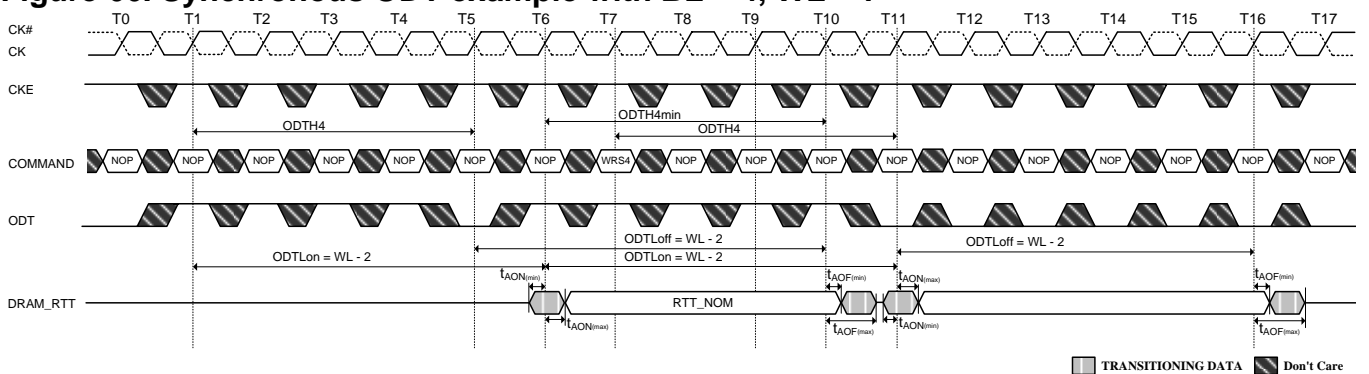 Synchronous ODT example with
T0 T1 T2 T3 T4 T5 T6 T7 T8 T9 T10 T11 T12 T13 T14 T15 T16 T17
CK#
CK
CKE
ODTH4 ODTH4min
ODTH4
COMMAND NOP NOP NOP NOP NOP NOP NOP WRS4 NOP NOP NOP NOP NOP NOP NOP NOP NOP NOP
ODT
ODTLoff = WL - 2 ODTLoff = WL - 2
ODTLon = WL - 2 ODTLon = WL - 2
tAON(min) tAOF(min) tAON(max) tAOF(min)
DRAM_RTT RTT_NOM
tAON(max) tAOF(max) tAON(min) tAOF(max)
TRANSITIONING DATA Don't Care